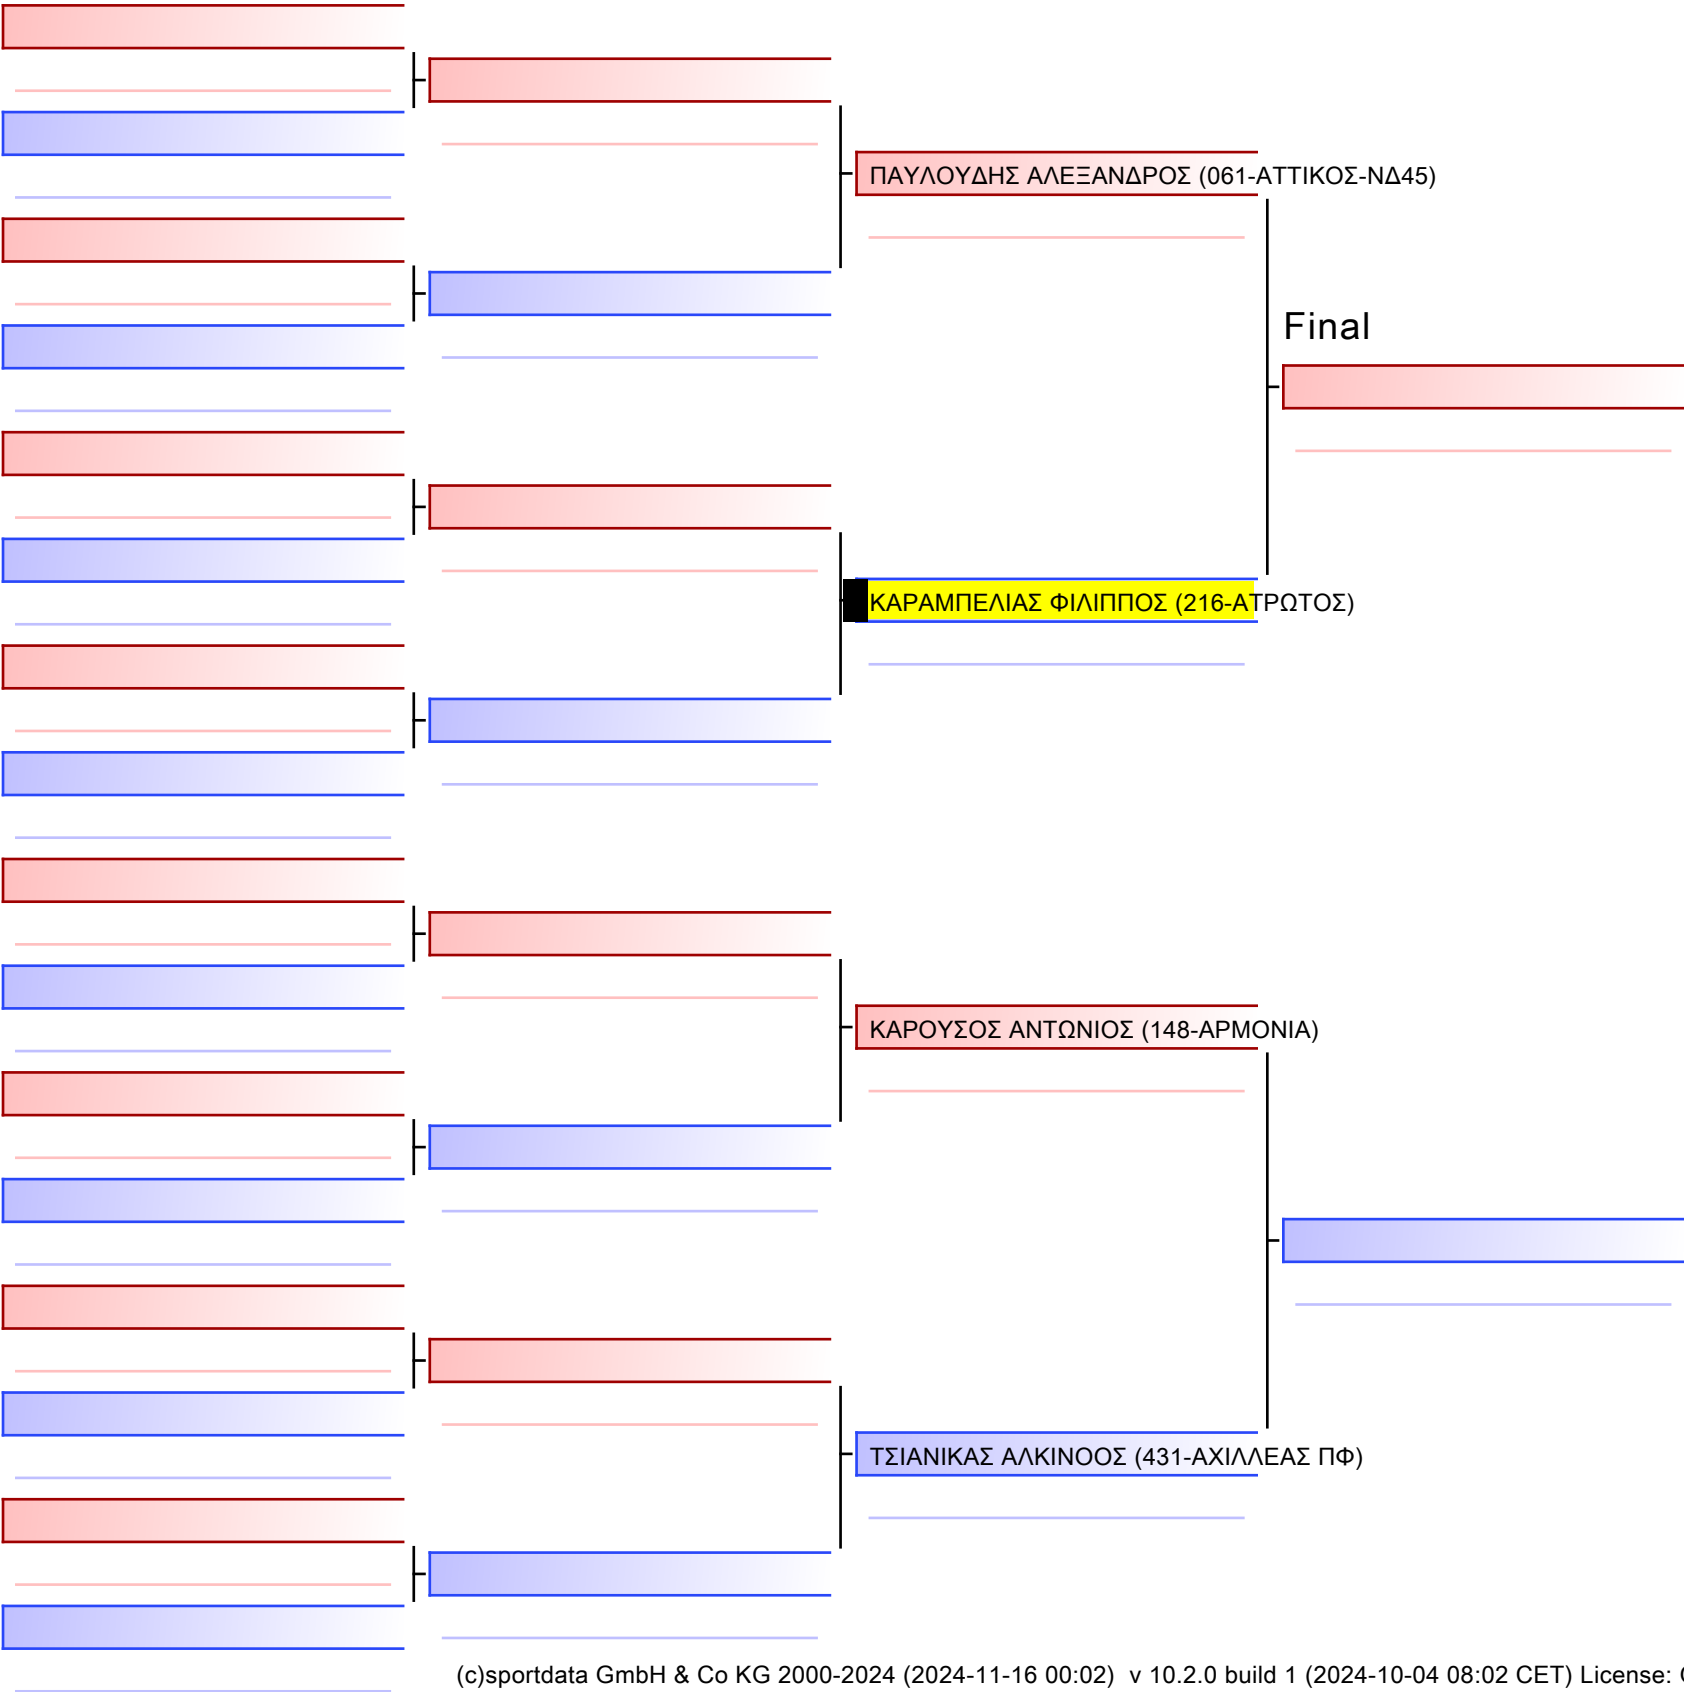 ΠΑΥΛΟΥΔΗΣ ΑΛΕΞΑΝΔΡΟΣ (061-ΑΤΤΙΚΟΣ-ΝΔ45)
Final
ΚΑΡΑΜΠΕΛΙΑΣ ΦΙΛΙΠΠΟΣ (216-ΑΤΡΩΤΟΣ)
ΚΑΡΟΥΣΟΣ ΑΝΤΩΝΙΟΣ (148-ΑΡΜΟΝΙΑ)
ΤΣΙΑΝΙΚΑΣ ΑΛΚΙΝΟΟΣ (431-ΑΧΙΛΛΕΑΣ ΠΦ)
(c)sportdata GmbH & Co KG 2000-2024 (2024-11-16 00:02) v 10.2.0 build 1 (2024-10-04 08:02 CET) License: